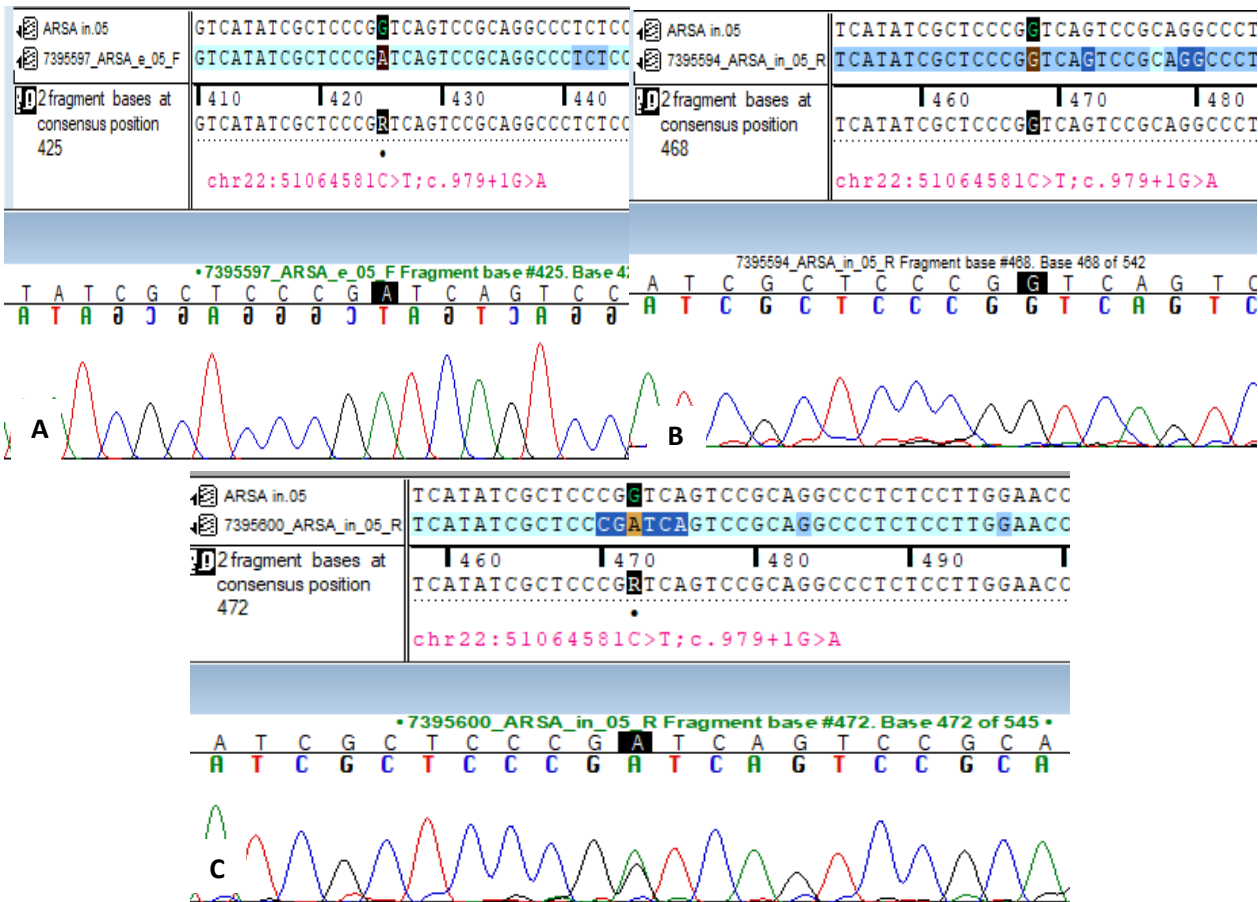 ARSA in.05 GTCATATCGCTCCCGGTCAGTCCGCAGGCCCTCTCC
7395597_ARSA_e_05_F GTCATATCGCTCCCGATCAGTCCGCAGGCCCTCTCC
2 fragment bases at 410 420 430 440
consensus position GTCATATCGCTCCCGRTCAGTCCGCAGGCCCTCTCC
425
chr22:51064581C>T;c.979+1G>A
•7395597_ARSA_e_05_F Fragment base #425. Base 42
T A T C G C T C C C G A T C A G T C C
A T A G C G A G G G C T A G T C A G G
A
ARSA in.05 TCATATCGCTCCCGGTCAGTCCGCAGGCCCT
7395594_ARSA_in_05_R TCATATCGCTCCCGGTCAGTCCGCAGGCCCT
2 fragment bases at 460 470 480
consensus position TCATATCGCTCCCGGTCAGTCCGCAGGCCCT
468
chr22:51064581C>T;c.979+1G>A
7395594_ARSA_in_05_R Fragment base #468. Base 468 of 542
A T C G C T C C C G G T C A G T C
A T C G C T C C C G G T C A G T C
B
ARSA in.05 TCATATCGCTCCCGGTCAGTCCGCAGGCCCTCTCCTTGGAACC
7395600_ARSA_in_05_R TCATATCGCTCCCGATCAGTCCGCAGGCCCTCTCCTTGGAACC
2 fragment bases at 460 470 480 490
consensus position TCATATCGCTCCCGRTCAGTCCGCAGGCCCTCTCCTTGGAACC
472
chr22:51064581C>T;c.979+1G>A
•7395600_ARSA_in_05_R Fragment base #472. Base 472 of 545 •
A T C G C T C C C G A T C A G T C C G C A
A T C G C T C C C G A T C A G T C C G C A
C